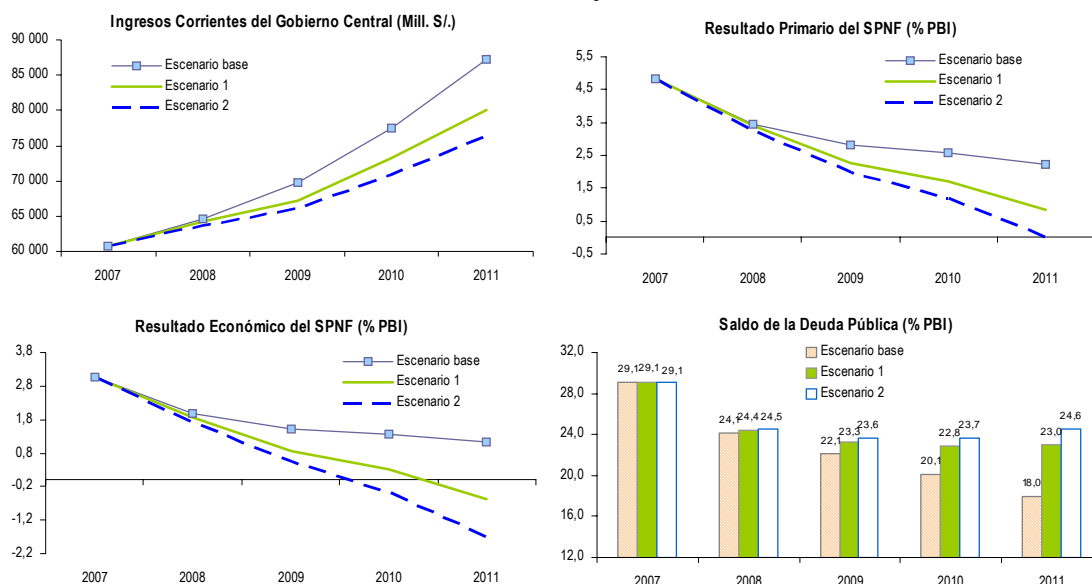 Ingresos Corrientes del Gobierno Central (Mill. S/.)
90 000
85 000
80 000
75 000
70 000
65 000
60 000
Escenario base
Escenario 1
Escenario 2
2007 2008 2009 2010 2011
Resultado Primario del SPNF (% PBI)
5,5
4,5
3,5
2,5
1,5
0,5
-0,5
Escenario base
Escenario 1
Escenario 2
2007 2008 2009 2010 2011
Resultado Económico del SPNF (% PBI)
3,8
2,8
1,8
0,8
-0,2
-1,2
-2,2
Escenario base
Escenario 1
Escenario 2
2007 2008 2009 2010 2011
Saldo de la Deuda Pública (% PBI)
32,0
28,0
24,0
20,0
16,0
12,0
Escenario base
Escenario 1
Escenario 2
29,1 29,1 29,1
24,1 24,4 24,5
22,1 23,3 23,6
20,1 22,8 23,7
18,0 23,0 24,6
2007 2008 2009 2010 2011